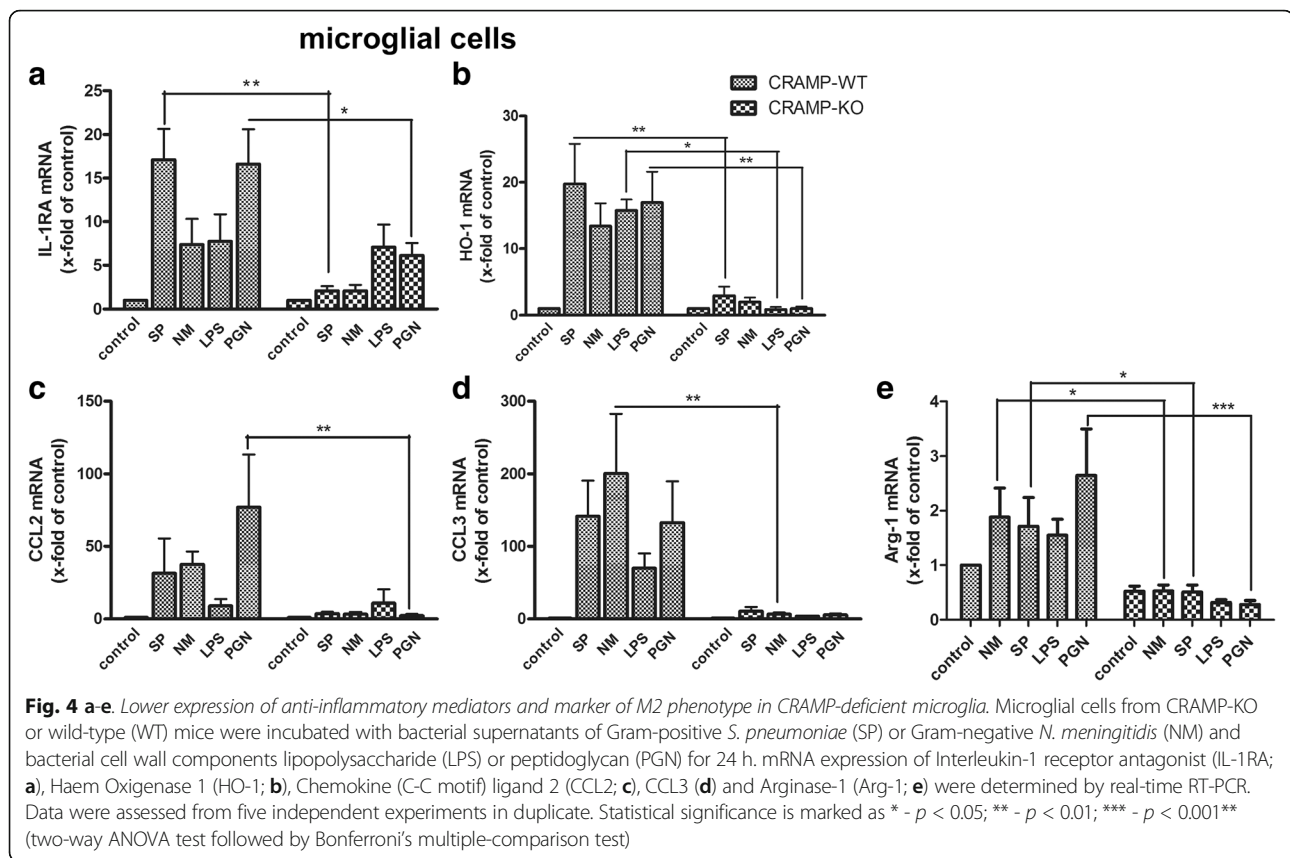 microglial cells
a
IL-1RA mRNA
(x-fold of control)
25
20
15
10
5
0
**
*
control
SP
NM
LPS
PGN
control
SP
NM
LPS
PGN
b
CRAMP-WT
CRAMP-KO
HO-1 mRNA
(x-fold of control)
30
20
10
0
**
*
**
control
SP
NM
LPS
PGN
control
SP
NM
LPS
PGN
c
CCL2 mRNA
(x-fold of control)
150
100
50
0
**
control
SP
NM
LPS
PGN
control
SP
NM
LPS
PGN
d
CCL3 mRNA
(x-fold of control)
300
200
100
0
**
control
SP
NM
LPS
PGN
control
SP
NM
LPS
PGN
e
Arg-1 mRNA
(x-fold of control)
4
3
2
1
0
*
*
***
control
NM
SP
LPS
PGN
control
NM
SP
LPS
PGN
Fig. 4 a-e. Lower expression of anti-inflammatory mediators and marker of M2 phenotype in CRAMP-deficient microglia. Microglial cells from CRAMP-KO
or wild-type (WT) mice were incubated with bacterial supernatants of Gram-positive S. pneumoniae (SP) or Gram-negative N. meningitidis (NM) and
bacterial cell wall components lipopolysaccharide (LPS) or peptidoglycan (PGN) for 24 h. mRNA expression of Interleukin-1 receptor antagonist (IL-1RA;
a), Haem Oxigenase 1 (HO-1; b), Chemokine (C-C motif) ligand 2 (CCL2; c), CCL3 (d) and Arginase-1 (Arg-1; e) were determined by real-time RT-PCR.
Data were assessed from five independent experiments in duplicate. Statistical significance is marked as * - p < 0.05; ** - p < 0.01; *** - p < 0.001**
(two-way ANOVA test followed by Bonferroni's multiple-comparison test)